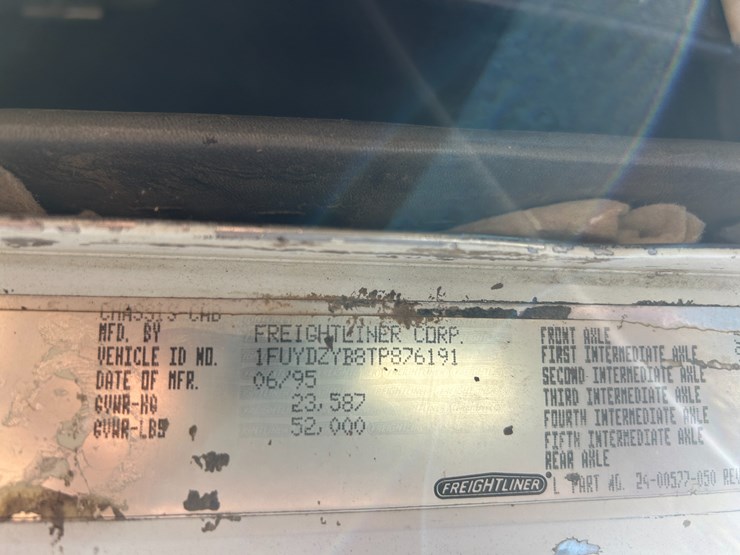 CHASSIS CAB
MFD. BY FREIGHTLINER CORP.
VEHICLE ID NO. 1FUYDZYB8TP876191
DATE OF MFR. 06/95
GVWR-KG 23,587
GVWR-LBS 52,000
FRONT AXLE
FIRST INTERMEDIATE AXLE
SECOND INTERMEDIATE AXLE
THIRD INTERMEDIATE AXLE
FOURTH INTERMEDIATE AXLE
FIFTH INTERMEDIATE AXLE
REAR AXLE
FREIGHTLINER
PART NO. 24-00577-050 REV